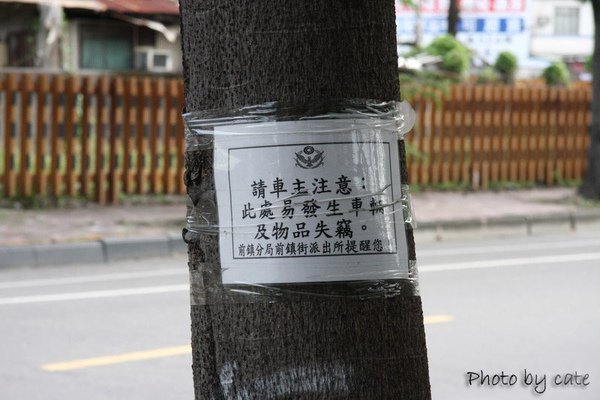 請車主注意：
此處易發生車輛
及物品失竊。
前鎮分局前鎮街派出所提醒您
Photo by cate